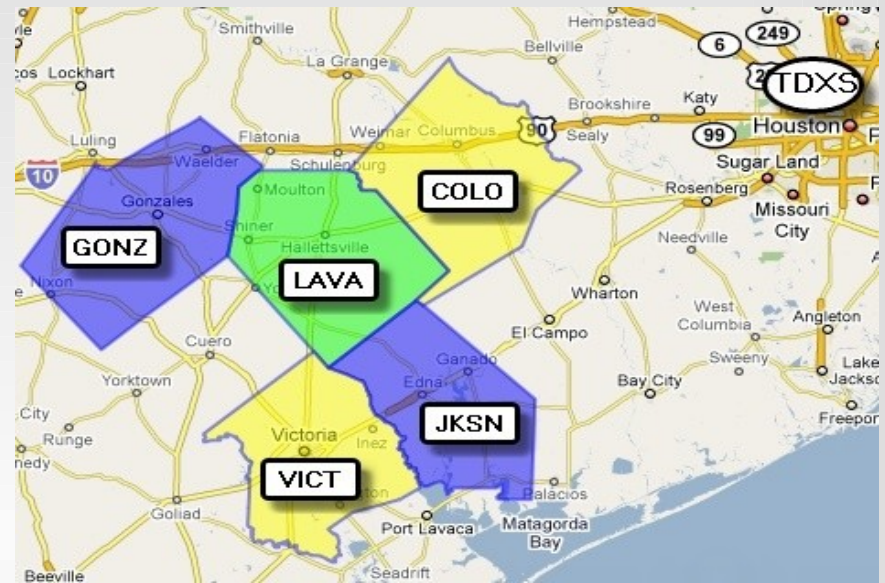 Hempstead
Smithville
6
249
La Grange
Bellville
TDXS
Lockhart
Brookshire
Katy
90
Weimar
Columbus
Sealy
Houston
Flatonia
99
Luling
Waelder
Schulenburg
Sugar Land
10
Moulton
COLO
Rosenberg
Gonzales
Missouri
City
Shiner
GONZ
Hallettsville
Needville
LAVA
Nixon
Wharton
West
Columbia
Angleton
El Campo
Cuero
Ganado
Sweeny
Lake
Yorktown
Edna
Bay City
City
JKSN
Runge
Victoria
Inez
VICT
Palacios
Goliad
Port Lavaca
Matagorda
Bay
Beeville
Seadrift